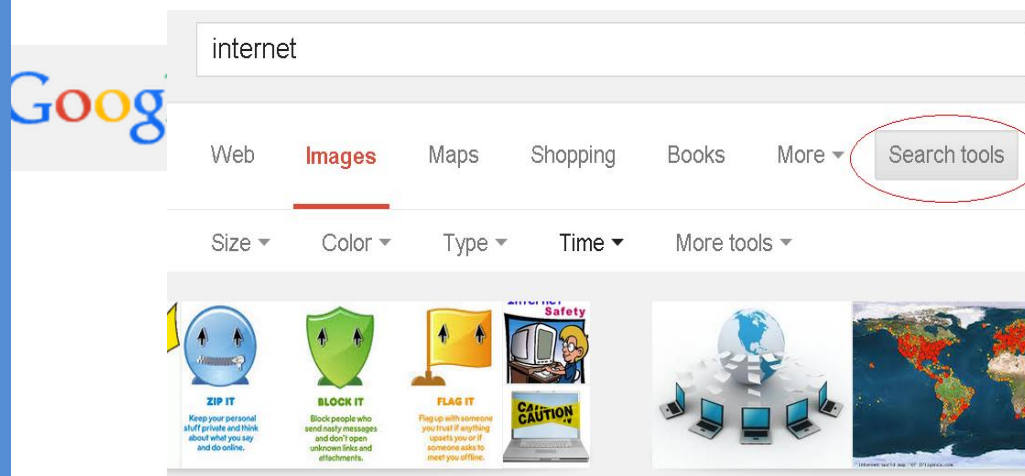 internet
Goog
Web Images Maps Shopping Books More Search tools
Size Color Type Time More tools
Safety
ZIP IT
Keep your personal
stuff private and think
about what you say
and do online.
BLOCK IT
Block people who
send nasty messages
and don't open
unknown links and
attachments.
FLAG IT
Flag up with someone
you trust if anything
upsets you or if
someone asks to
meet you offline.
CAUTION